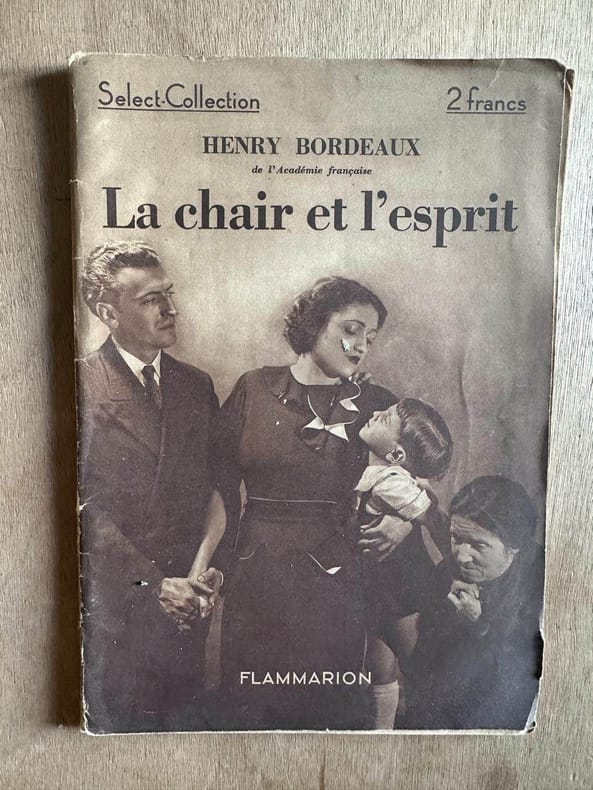 Select-Collection 2 francs
HENRY BORDEAUX
de l'Académie française
La chair et l'esprit
FLAMMARION